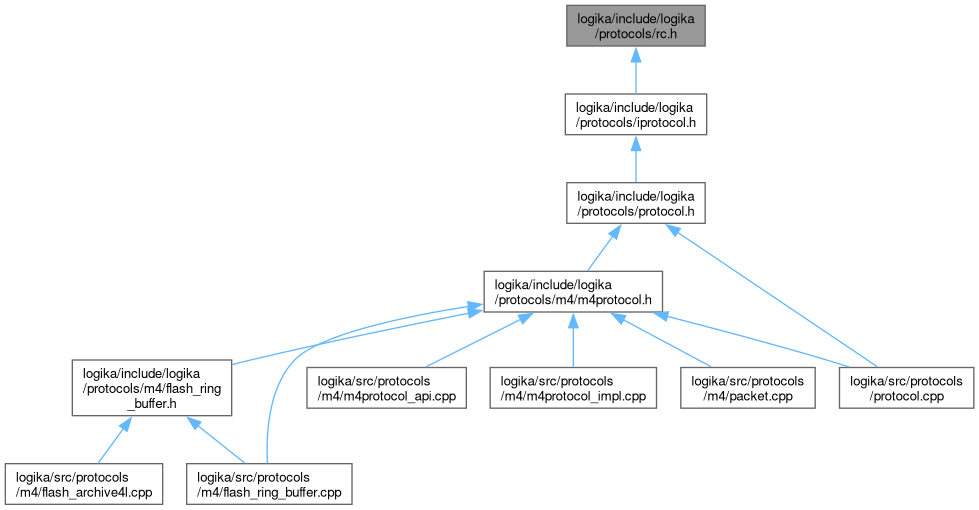 logika/include/logika
/protocols/rc.h
logika/include/logika
/protocols/iprotocol.h
logika/include/logika
/protocols/protocol.h
logika/include/logika
/protocols/m4/m4protocol.h
logika/include/logika
/protocols/m4/flash_ring
_buffer.h
logika/src/protocols
/m4/m4protocol_api.cpp
logika/src/protocols
/m4/m4protocol_impl.cpp
logika/src/protocols
/m4/packet.cpp
logika/src/protocols
/protocol.cpp
logika/src/protocols
/m4/flash_archive4l.cpp
logika/src/protocols
/m4/flash_ring_buffer.cpp